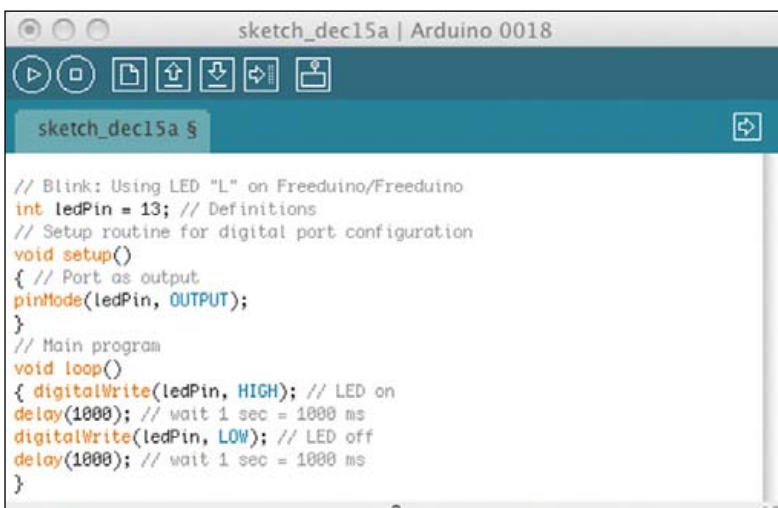 sketch_dec15a | Arduino 0018
sketch_dec15a §
// Blink: Using LED "L" on Freeduino/Freeduino
int ledPin = 13; // Definitions
// Setup routine for digital port configuration
void setup()
{ // Port as output
pinMode(ledPin, OUTPUT);
}
// Main program
void loop()
{ digitalWrite(ledPin, HIGH); // LED on
delay(1000); // wait 1 sec = 1000 ms
digitalWrite(ledPin, LOW); // LED off
delay(1000); // wait 1 sec = 1000 ms
}